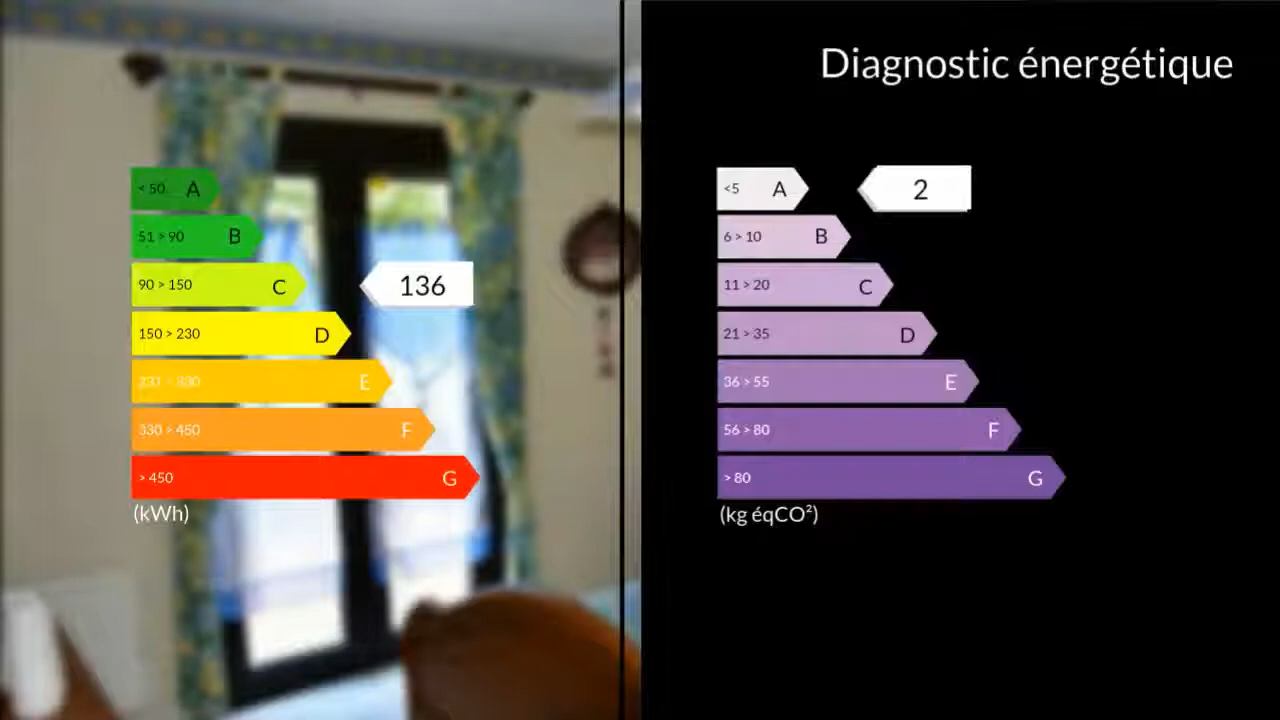 Diagnostic énergétique
< 50 A
51 > 90 B
90 > 150 C
136
150 > 230 D
231 > 330 E
330 > 450 F
> 450 G
(kWh)
<5 A
2
6 > 10 B
11 > 20 C
21 > 35 D
36 > 55 E
56 > 80 F
> 80 G
(kg éqCO²)